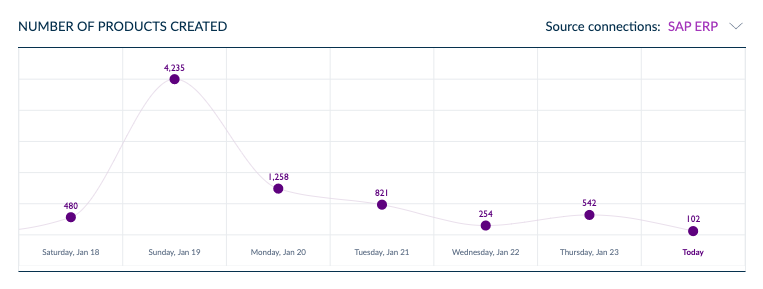 NUMBER OF PRODUCTS CREATED
Source connections: SAP ERP
4,235
1,258
821
542
480
254
102
Saturday, Jan 18
Sunday, Jan 19
Monday, Jan 20
Tuesday, Jan 21
Wednesday, Jan 22
Thursday, Jan 23
Today